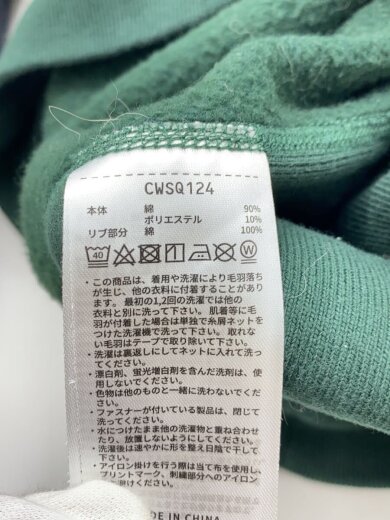 CWSQ124
本体 綿 90%
ポリエステル 10%
リブ部分 綿 100%
40 W
・この商品は、着用や洗濯により毛羽落ち
が生じ、他の衣料に付着することがあり
ます。最初の1,2回の洗濯では他の
衣料と別に洗って下さい。肌着等に毛
羽が付着した場合は単独で糸屑ネットを
つけた洗濯機で洗って下さい。取れな
い毛羽はテープで取り除いて下さい。
・洗濯は裏返しにしてネットに入れて洗っ
てください。
・漂白剤、蛍光増白剤を含んだ洗剤は、使
用しないでください。
・色物は他のものと一緒に洗わないでくだ
さい。
・ファスナーが付いている製品は、閉じて
洗ってください。
・水につけたまま他の洗濯物と重ね合わせ
たり、放置しないようにしてください。
・洗濯後は速やかに形を整え日陰で干して
下さい。
・アイロン掛けを行う際は当て布を使用し
プリントマーク、刺繍部分へのアイロン
ください。
IN CHINA